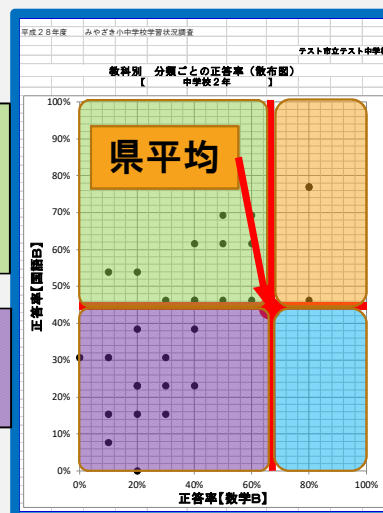 平成28年度 みやざき小中学校学習状況調査
テスト市立テスト中学校
教科別 分類ごとの正答率（散布図）
【 中学校2年 】
県平均
正答率【国語B】
100%
90%
80%
70%
60%
50%
40%
30%
20%
10%
0%
0% 20% 40% 60% 80% 100%
正答率【数学B】